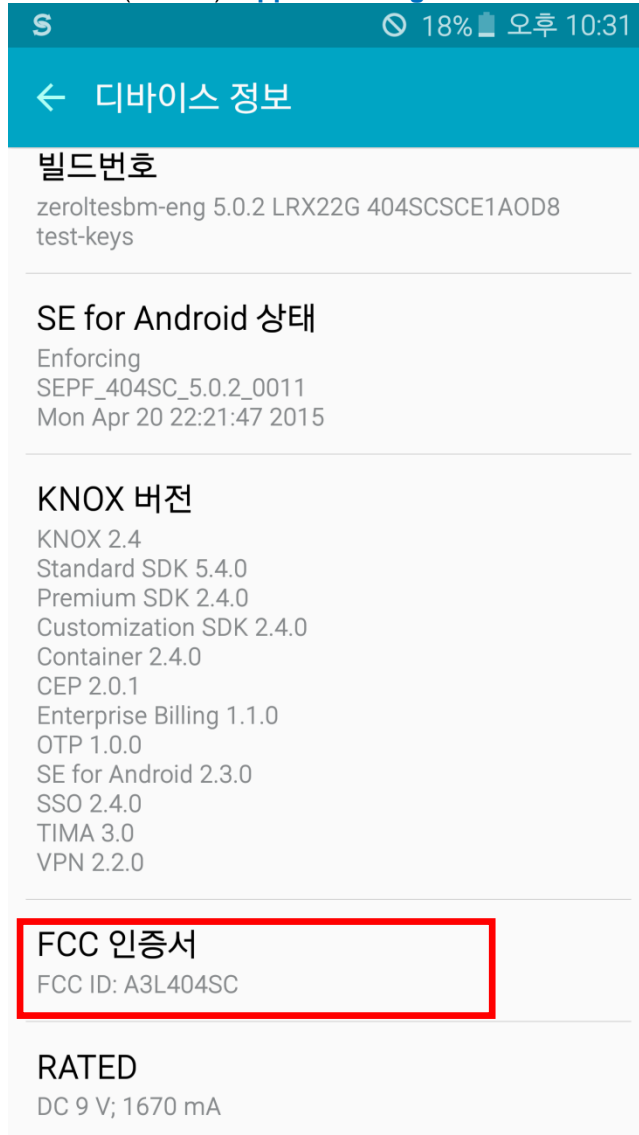 S 18% 오후 10:31
← 디바이스 정보
빌드번호
zeroltesbm-eng 5.0.2 LRX22G 404SCSCE1AOD8
test-keys
SE for Android 상태
Enforcing
SEPF_404SC_5.0.2_0011
Mon Apr 20 22:21:47 2015
KNOX 버전
KNOX 2.4
Standard SDK 5.4.0
Premium SDK 2.4.0
Customization SDK 2.4.0
Container 2.4.0
CEP 2.0.1
Enterprise Billing 1.1.0
OTP 1.0.0
SE for Android 2.3.0
SSO 2.4.0
TIMA 3.0
VPN 2.2.0
FCC 인증서
FCC ID: A3L404SC
RATED
DC 9 V; 1670 mA